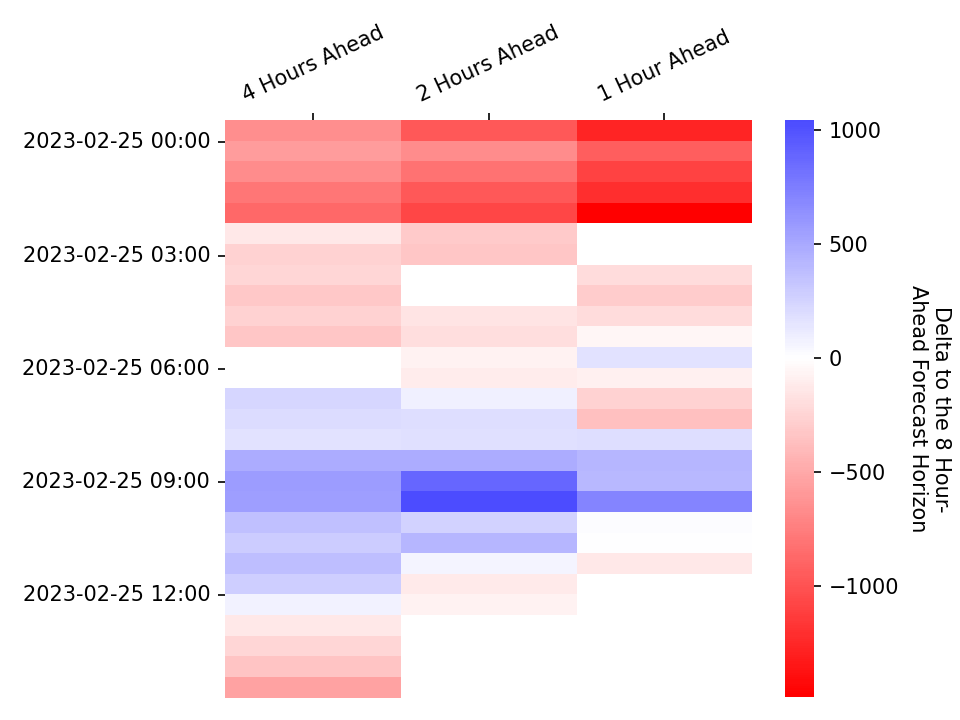 4 Hours Ahead
2 Hours Ahead
1 Hour Ahead
2023-02-25 00:00
2023-02-25 03:00
2023-02-25 06:00
2023-02-25 09:00
2023-02-25 12:00
1000
500
0
−500
−1000
Delta to the 8 Hour-
Ahead Forecast Horizon